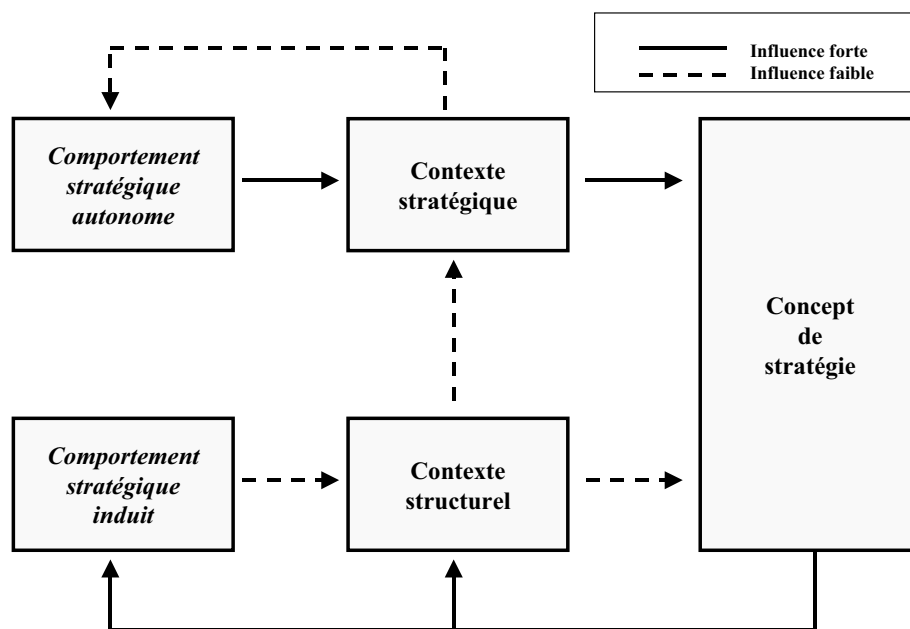 Influence forte
Influence faible
Comportement
stratégique
autonome
Contexte
stratégique
Concept
de
stratégie
Comportement
stratégique
induit
Contexte
structurel